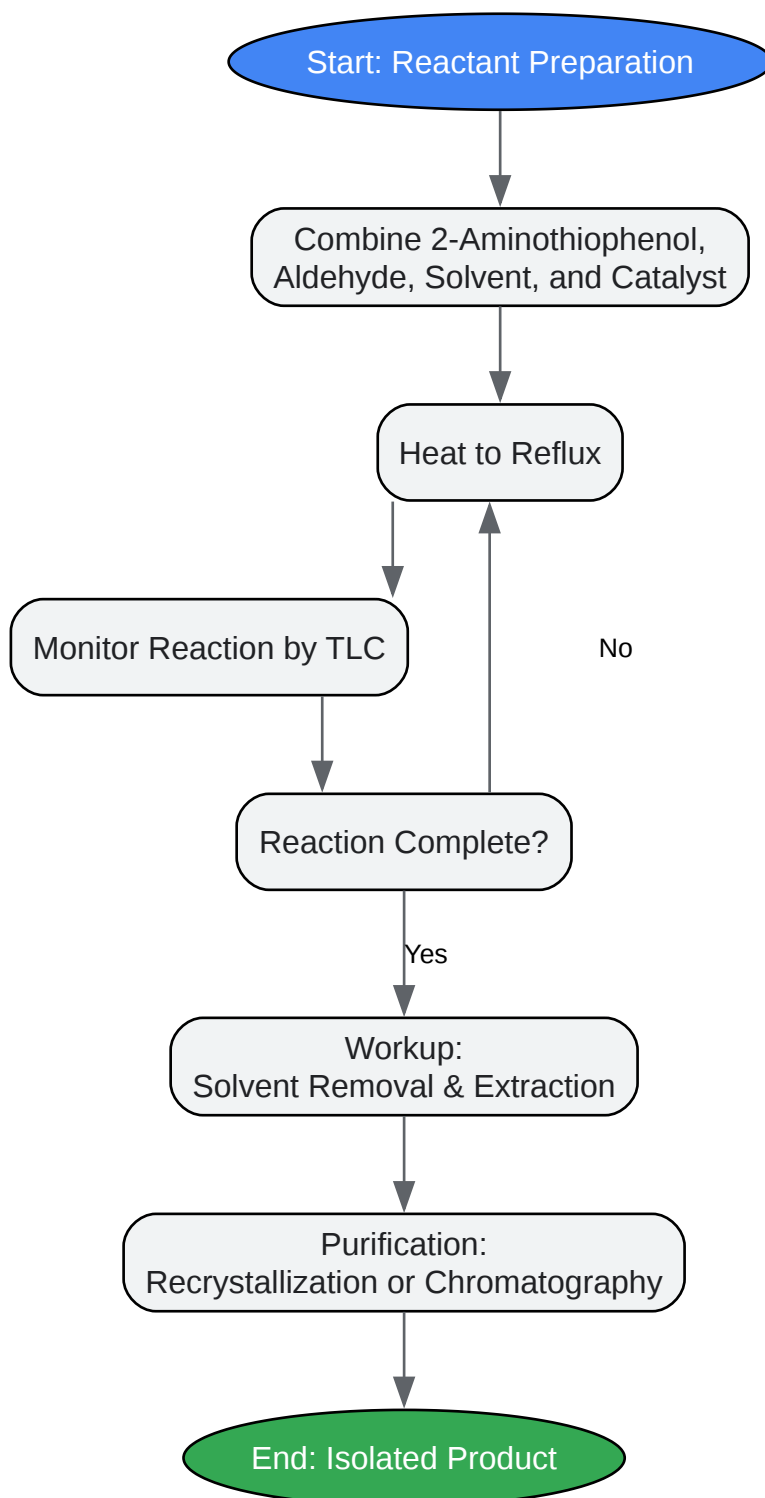 Start: Reactant Preparation
Combine 2-Aminothiophenol,
Aldehyde, Solvent, and Catalyst
Heat to Reflux
Monitor Reaction by TLC
No
Reaction Complete?
Yes
Workup:
Solvent Removal & Extraction
Purification:
Recrystallization or Chromatography
End: Isolated Product